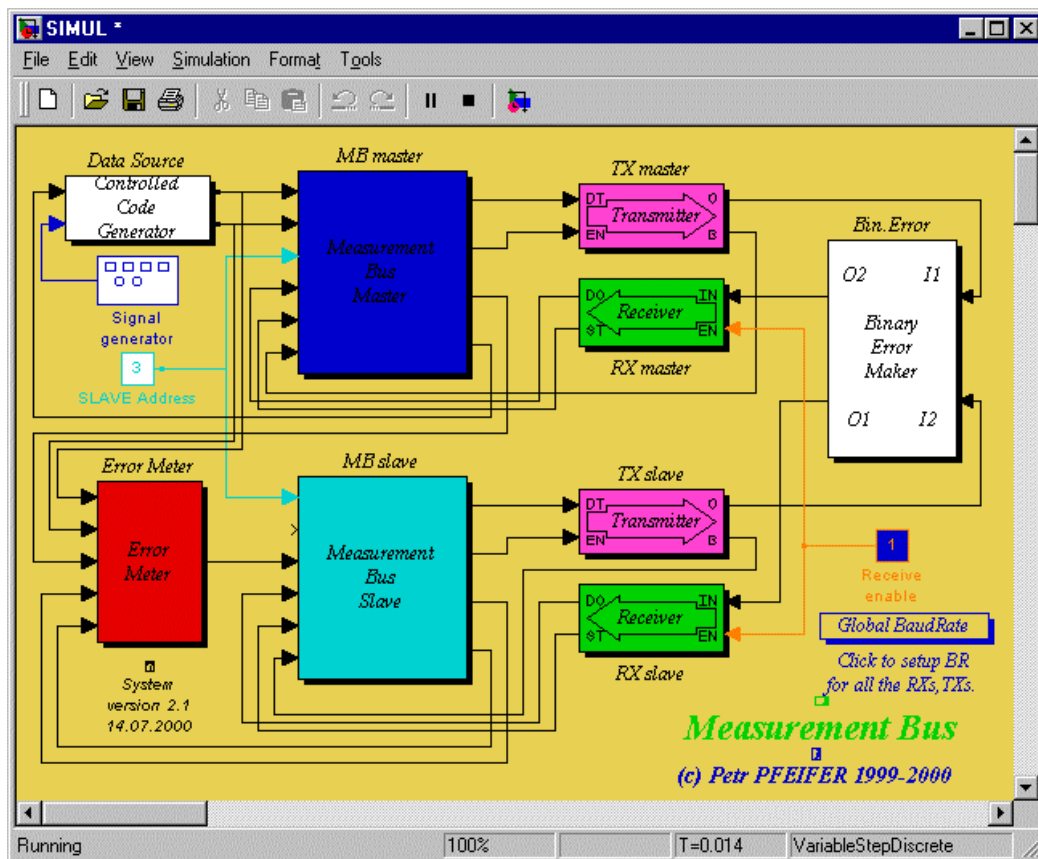 SIMUL *
File Edit View Simulation Format Tools
Data Source
Controlled
Code
Generator
Signal
generator
3
SLAVE Address
MB master
Measurement
Bus
Master
TX master
DT
EN
Transmitter
O
B
DO
ST
Receiver
IN
EN
RX master
Bin.Error
O2
I1
Binary
Error
Maker
O1
I2
Error Meter
Error
Meter
MB slave
Measurement
Bus
Slave
TX slave
DT
EN
Transmitter
O
B
DO
ST
Receiver
IN
EN
RX slave
1
Receive
enable
Global BaudRate
Click to setup BR
for all the RXs,TXs.
System
version 2.1
14.07.2000
Measurement Bus
(c) Petr PFEIFER 1999-2000
Running
100%
T=0.014
VariableStepDiscrete